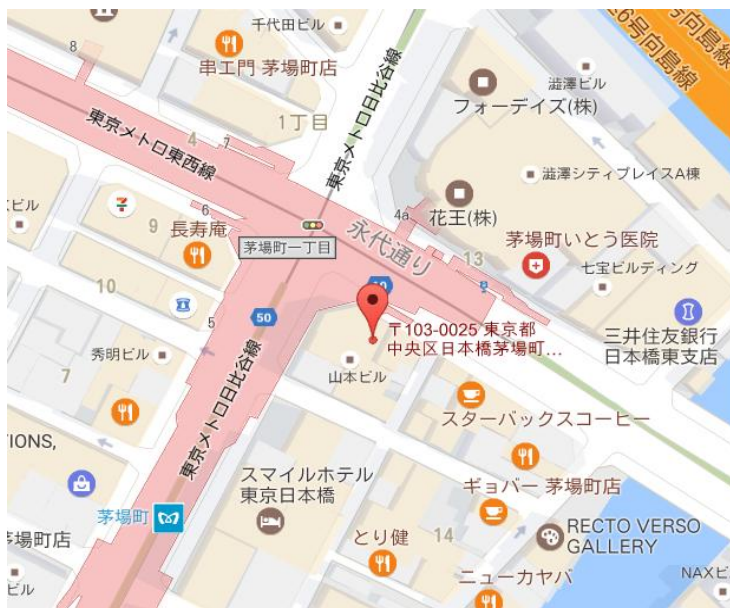 千代田ビル
8
串エ門 茅場町店
澁澤ビル
フォーデイズ(株)
6号向島線
1丁目
東京メトロ東西線
4
7
東京メトロ日比谷線
澁澤シティプレイスA棟
花王(株)
4a
ビル
6
9
長寿庵
茅場町一丁目
永代通り
茅場町いとう医院
13
七宝ビルディング
10
50
10
5
〒103-0025 東京都
中央区日本橋茅場町...
三井住友銀行
日本橋東支店
秀明ビル
7
山本ビル
スターバックスコーヒー
東京メトロ日比谷線
IONS,
スマイルホテル
東京日本橋
ギョバー 茅場町店
茅場町
茅場町店
とり健
14
RECTO VERSO
GALLERY
ニューカヤバ
ビル
NAXビ